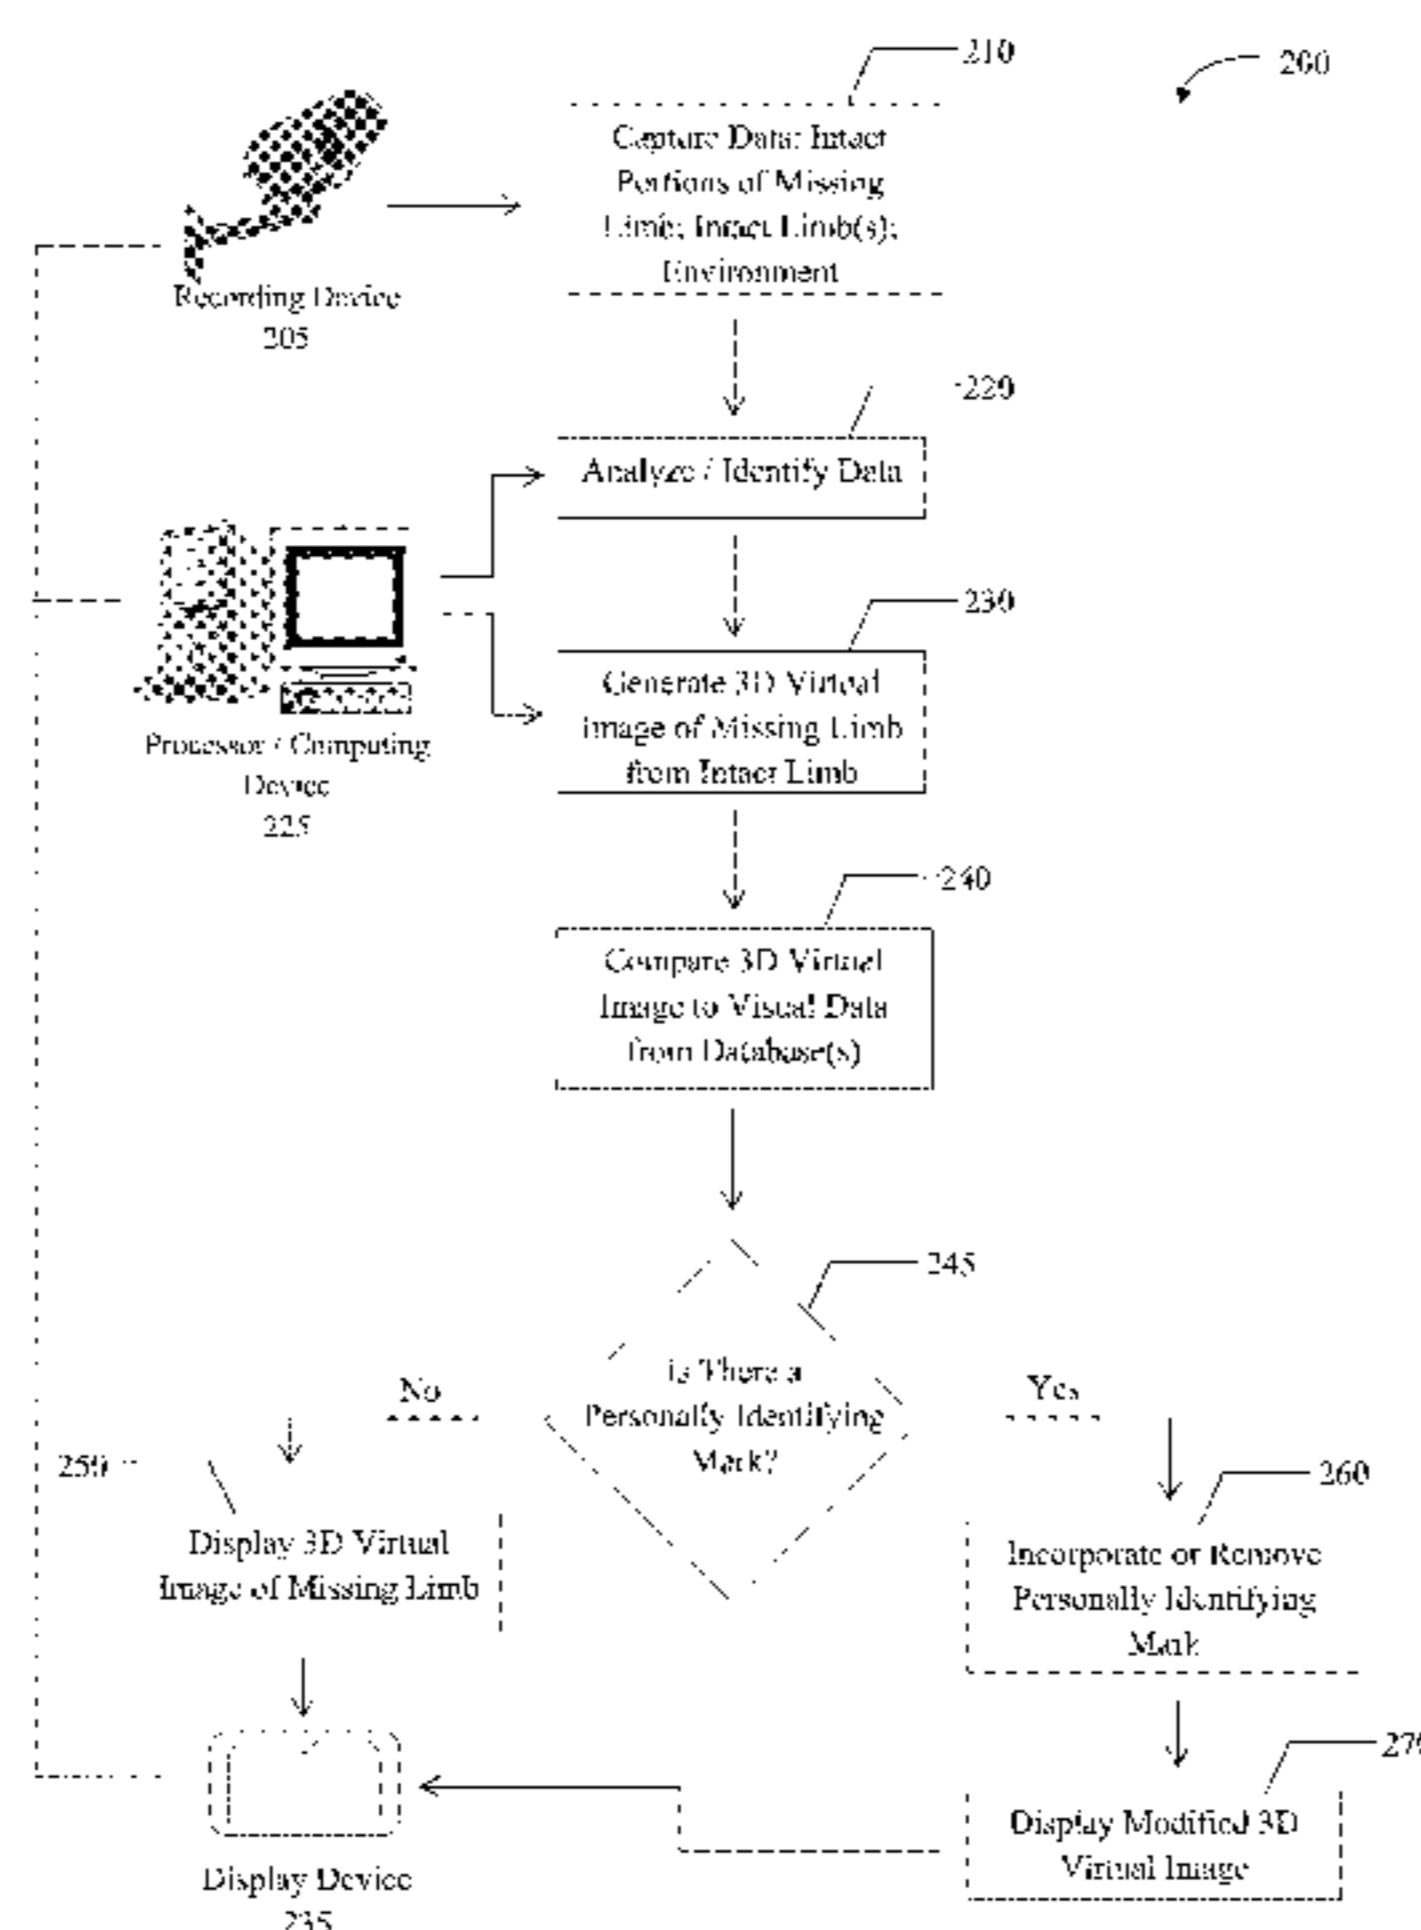 210
200
Capture Data: Intact
Portions of Missing
Limb; Intact Limb(s);
Environment
Recording Device
205
220
Analyze / Identify Data
230
Generate 3D Virtual
Image of Missing Limb
from Intact Limb
Processor / Computing
Device
225
240
Compare 3D Virtual
Image to Visual Data
from Database(s)
245
Is There a
Personally Identifying
Mark?
No
Yes
250
260
Display 3D Virtual
Image of Missing Limb
Incorporate or Remove
Personally Identifying
Mark
270
Display Modified 3D
Virtual Image
Display Device
235